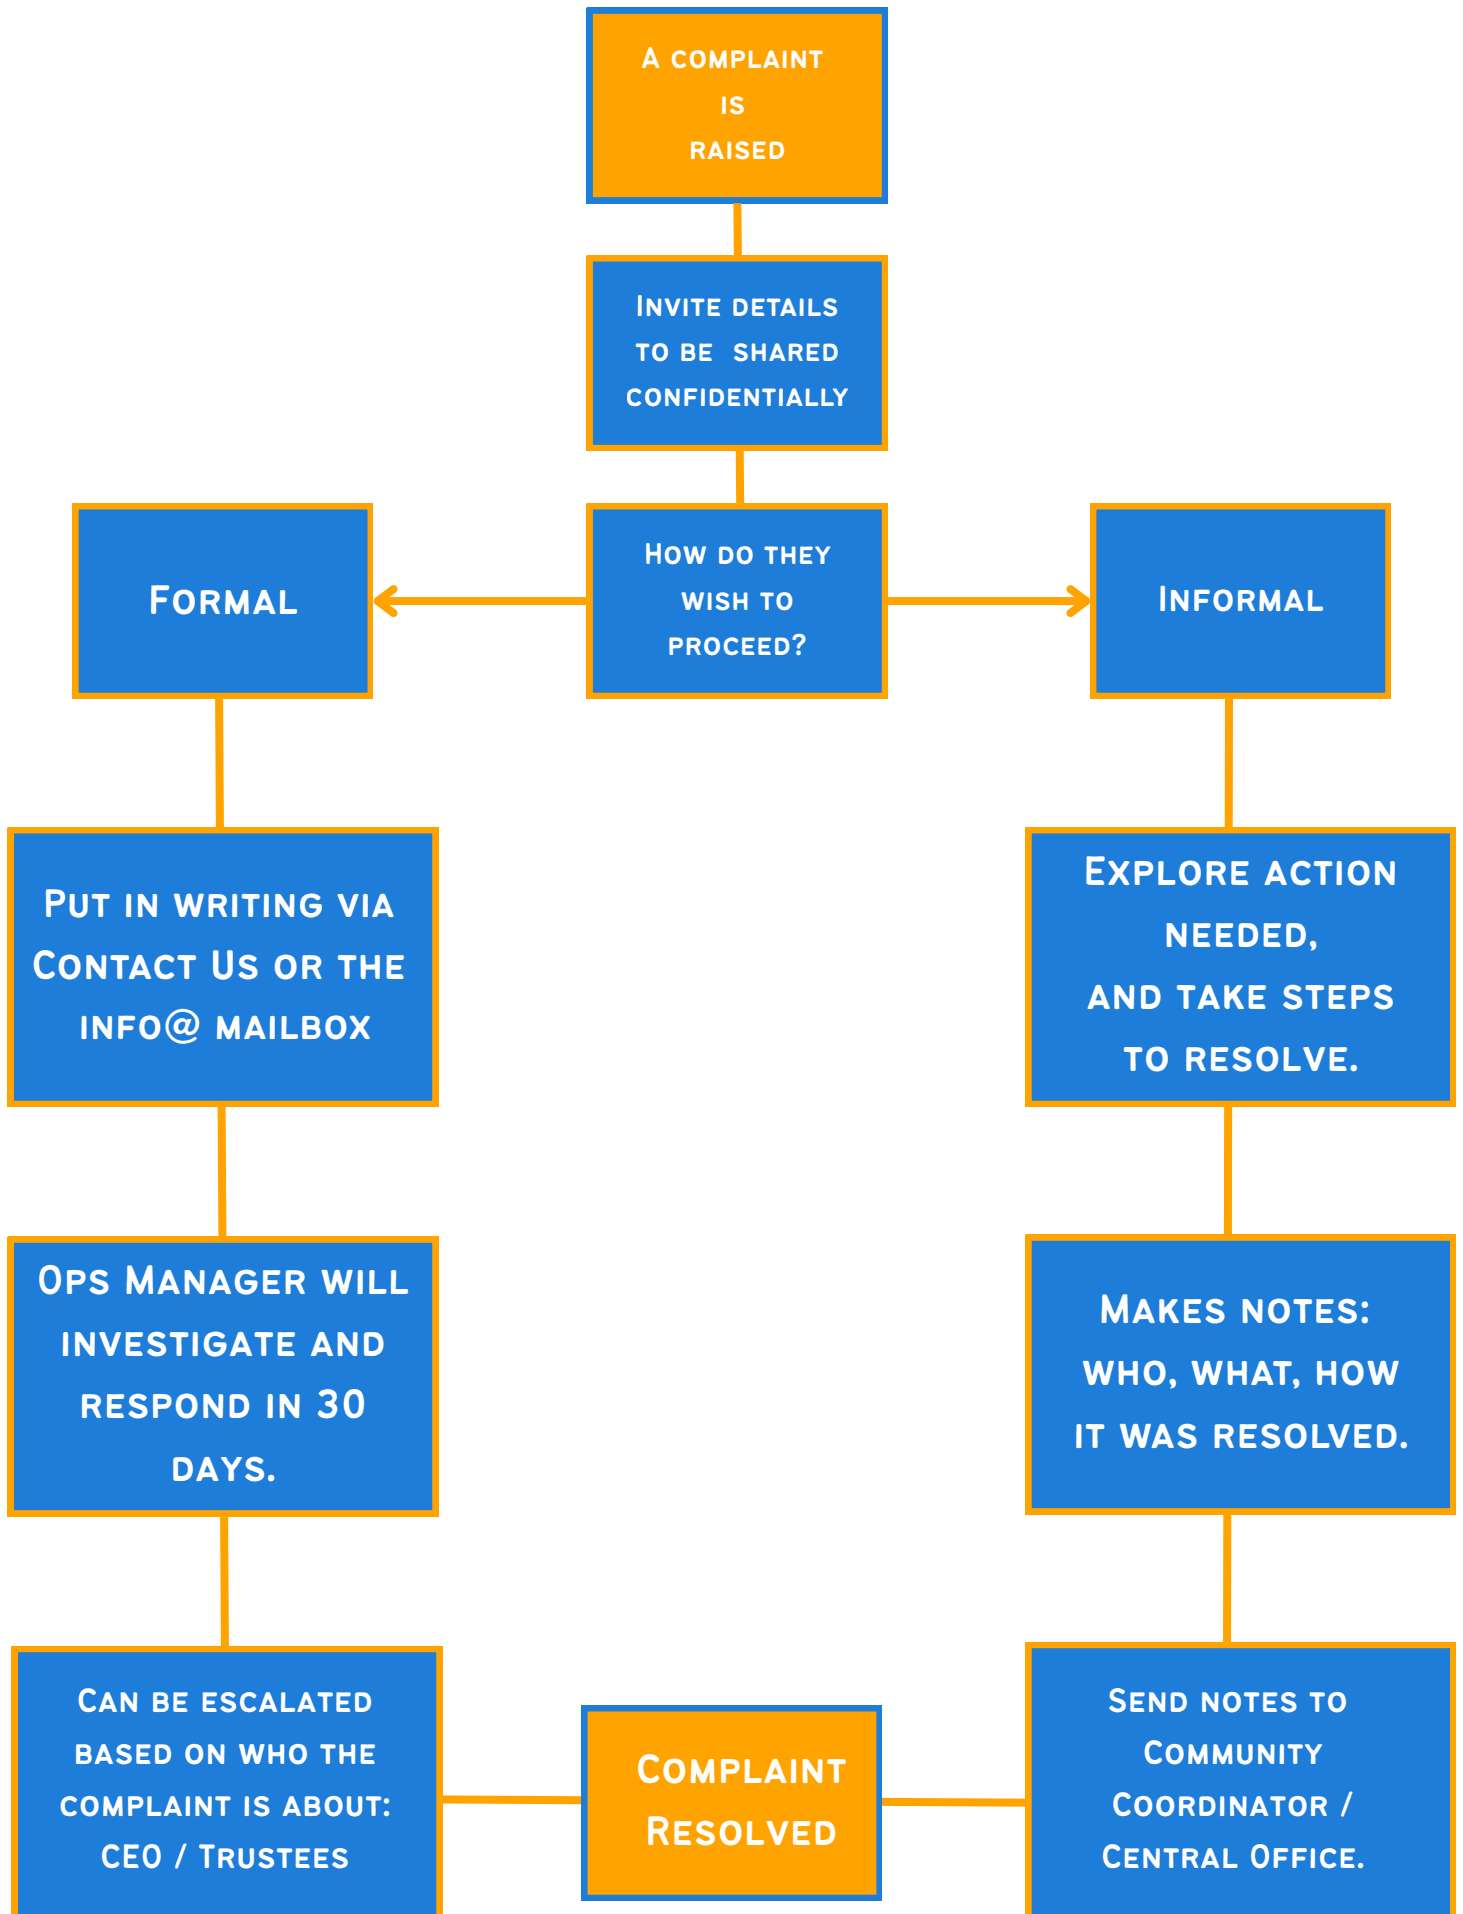 A complaint
is
raised
Invite details
to be shared
confidentially
How do they
wish to
proceed?
Formal
Informal
Put in writing via
Contact Us or the
info@ mailbox
Explore action
needed,
and take steps
to resolve.
Ops Manager will
investigate and
respond in 30
days.
Makes notes:
who, what, how
it was resolved.
Can be escalated
based on who the
complaint is about:
CEO / Trustees
Complaint
Resolved
Send notes to
Community
Coordinator /
Central Office.